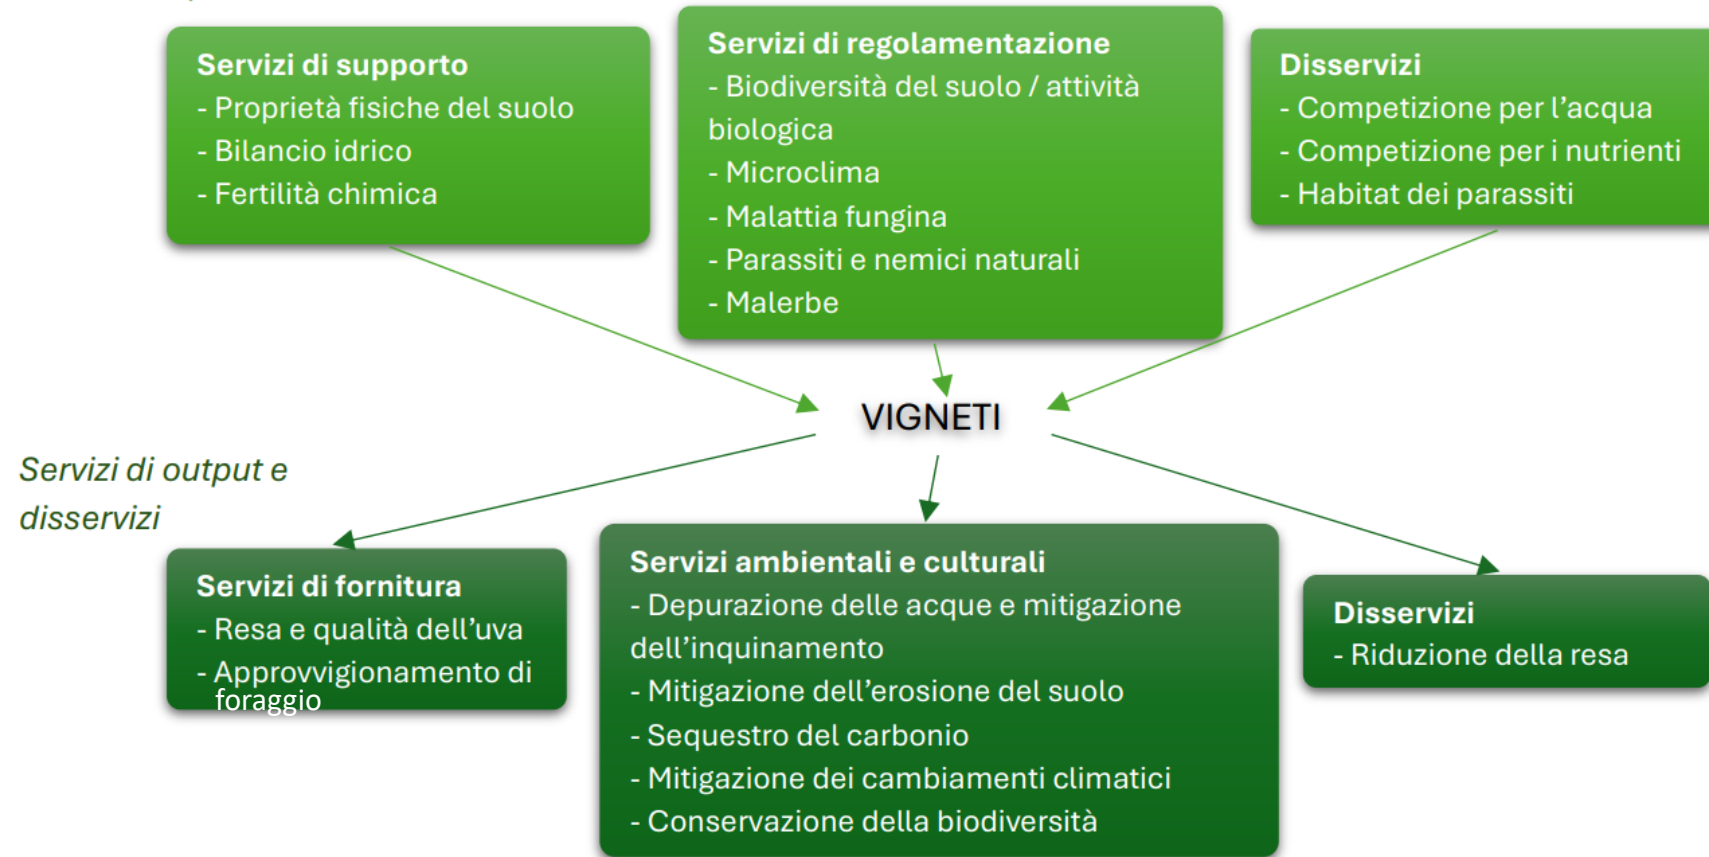 Servizi di supporto
- Proprietà fisiche del suolo
- Bilancio idrico
- Fertilità chimica
Servizi di regolamentazione
- Biodiversità del suolo / attività
biologica
- Microclima
- Malattia fungina
- Parassiti e nemici naturali
- Malerbe
Disservizi
- Competizione per l’acqua
- Competizione per i nutrienti
- Habitat dei parassiti
VIGNETI
Servizi di output e
disservizi
Servizi di fornitura
- Resa e qualità dell’uva
- Approvvigionamento di
foraggio
Servizi ambientali e culturali
- Depurazione delle acque e mitigazione
dell’inquinamento
- Mitigazione dell’erosione del suolo
- Sequestro del carbonio
- Mitigazione dei cambiamenti climatici
- Conservazione della biodiversità
Disservizi
- Riduzione della resa